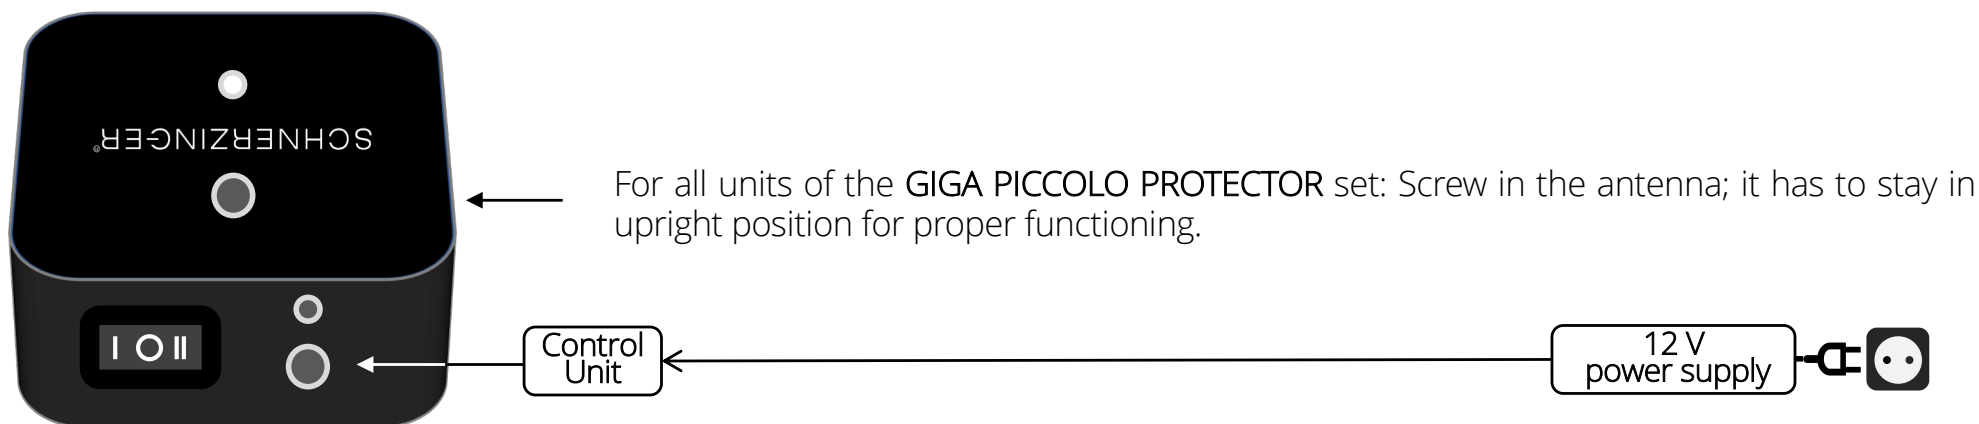 SCHNERZINGER®
For all units of the GIGA PICCOLO PROTECTOR set: Screw in the antenna; it has to stay in
upright position for proper functioning.
I O II
Control
Unit
12 V
power supply